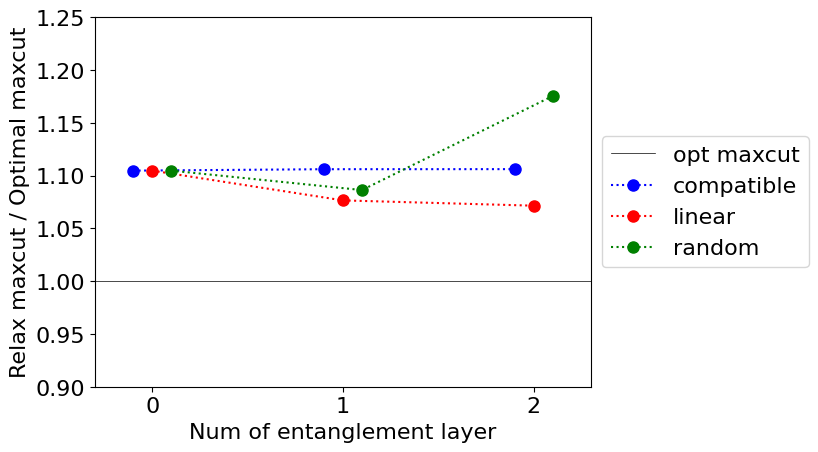 1.25
1.20
1.15
1.10
1.05
1.00
0.95
0.90
Relax maxcut / Optimal maxcut
0 1 2
Num of entanglement layer
opt maxcut
compatible
linear
random